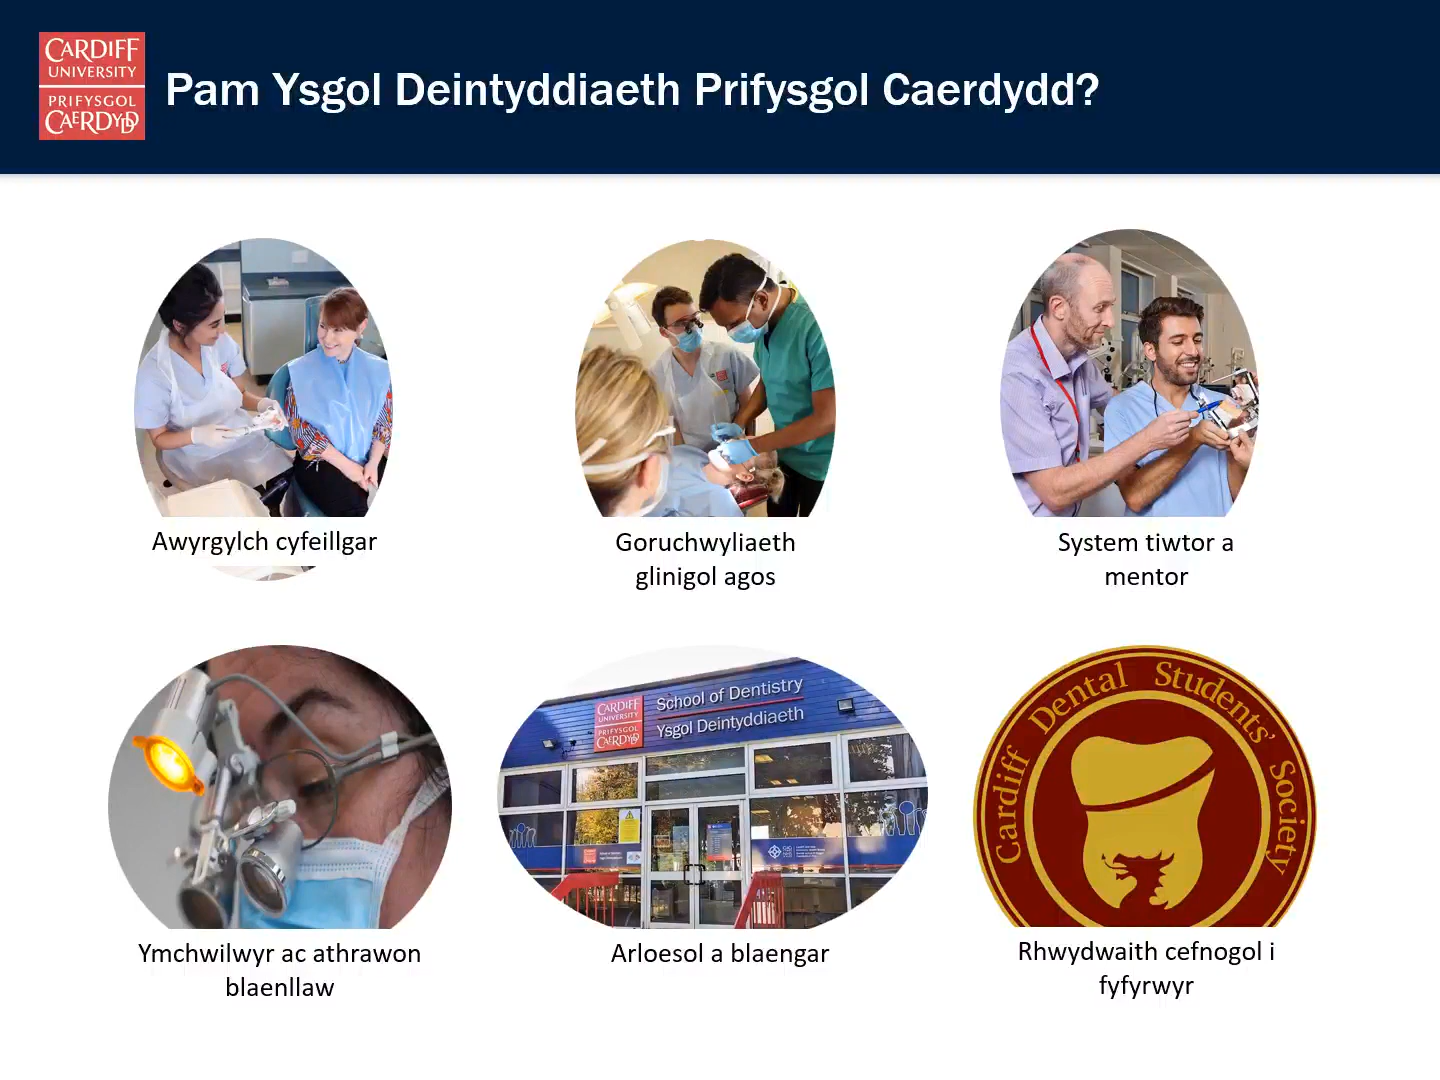 CARDIFF
UNIVERSITY
PRIFYSGOL
CAERDYDD
Pam Ysgol Deintyddiaeth Prifysgol Caerdydd?
Awyrgylch cyfeillgar
Goruchwyliaeth
glinigol agos
System tiwtor a
mentor
CARDIFF
UNIVERSITY
PRIFYSGOL
CAERDYDD
School of Dentistry
Ysgol Deintyddiaeth
Cardiff Dental Students' Society
Ymchwilwyr ac athrawon
blaenllaw
Arloesol a blaengar
Rhwydwaith cefnogol i
fyfyrwyr